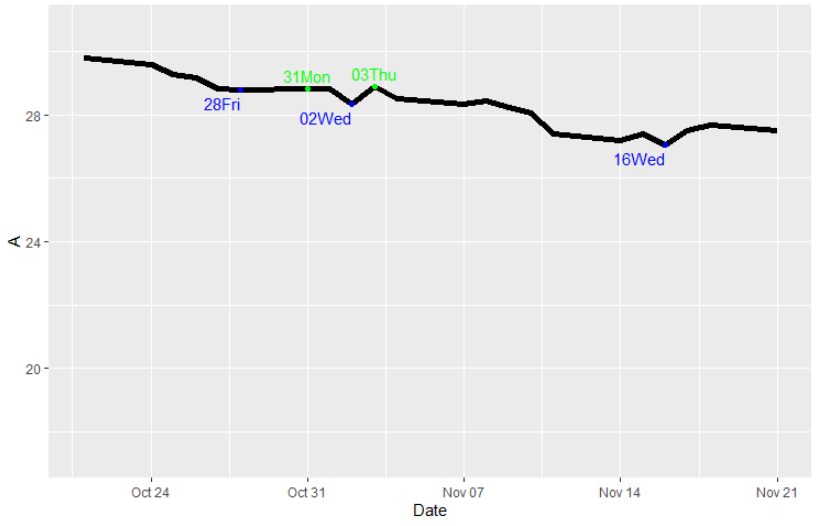 31Mon
03Thu
28Fri
02Wed
16Wed
28
24
20
A
Oct 24
Oct 31
Nov 07
Nov 14
Nov 21
Date